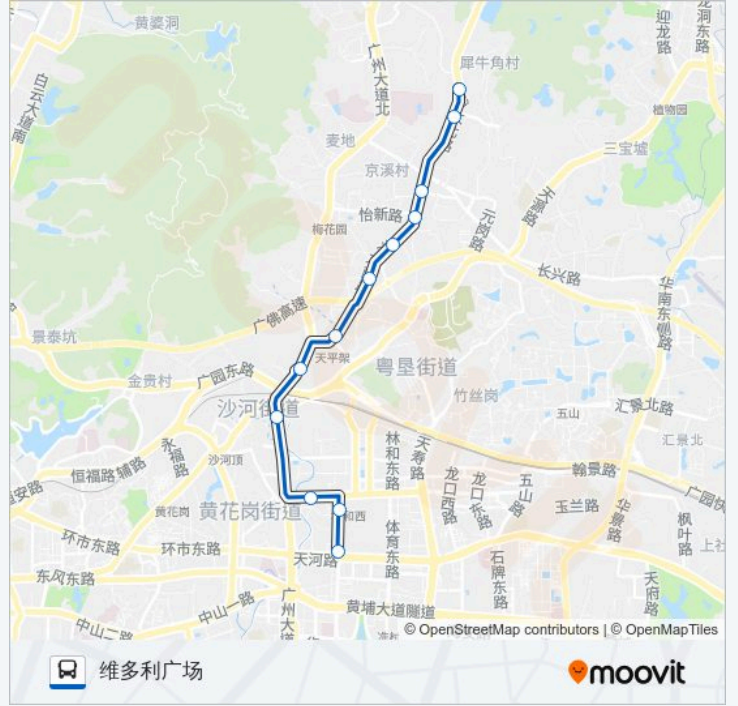 黄婆洞
迎龙路
龙洞东路
广州大道北
犀牛角村
白云大道南
植物园
麦地
三宝墟
京溪村
天源路
怡新路
元岗路
梅花园
长兴路
华南东
广佛高速
景泰坑
天平架
粤垦街道
广园东路
金贵村
竹丝岗
沙河街道
五山
汇景北路
永福路
林和东路
天寿路
汇景北
沙河顶
恒福路辅路
翰景路
龙口西路
龙口东路
五山路
安路
广园快
黄花岗
黄花岗街道
和西
玉兰路
华景路
枫叶路
环市东路
环市东路
体育东路
上社
天河路
石牌东路
东风东路
天府路
中山一路
广州大道
黄埔大道隧道
中山二路
© OpenStreetMap contributors | © OpenMapTiles
维多利广场
moovit